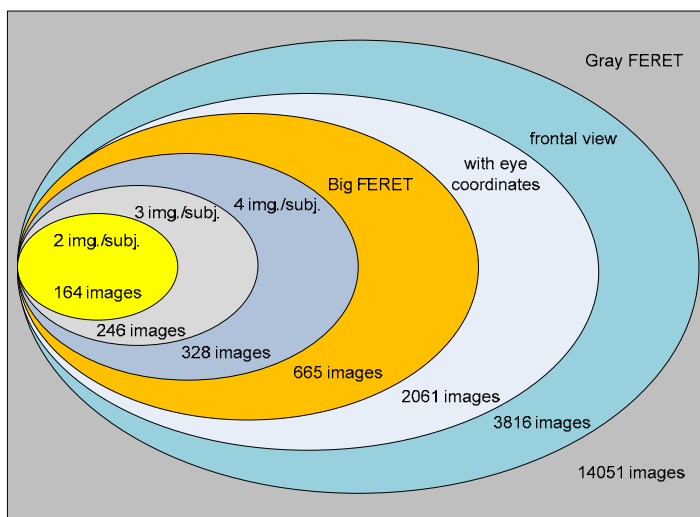 Gray FERET
frontal view
with eye
coordinates
Big FERET
4 img./subj.
3 img./subj.
2 img./subj.
164 images
246 images
328 images
665 images
2061 images
3816 images
14051 images